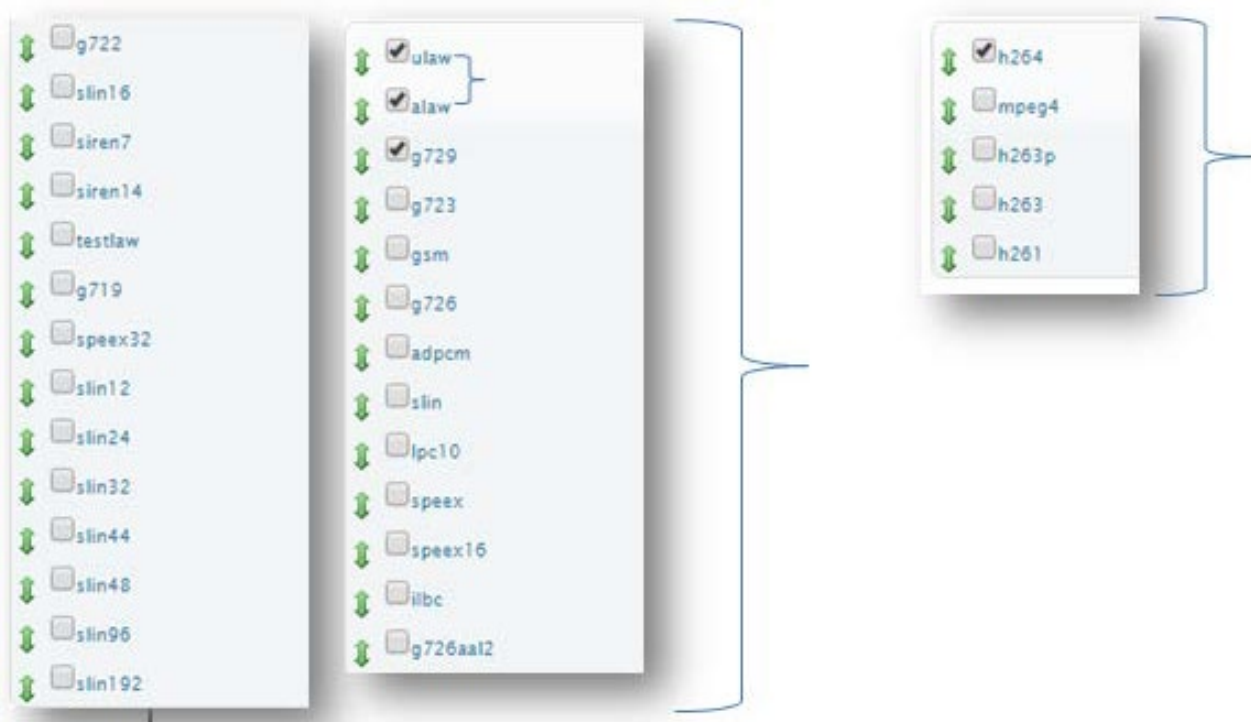 g722
slin16
siren7
siren14
testlaw
g719
speex32
slin12
slin24
slin32
slin44
slin48
slin96
slin192
ulaw
alaw
g729
g723
gsm
g726
adpcm
slin
lpc10
speex
speex16
ilbc
g726aal2
h264
mpeg4
h263p
h263
h261